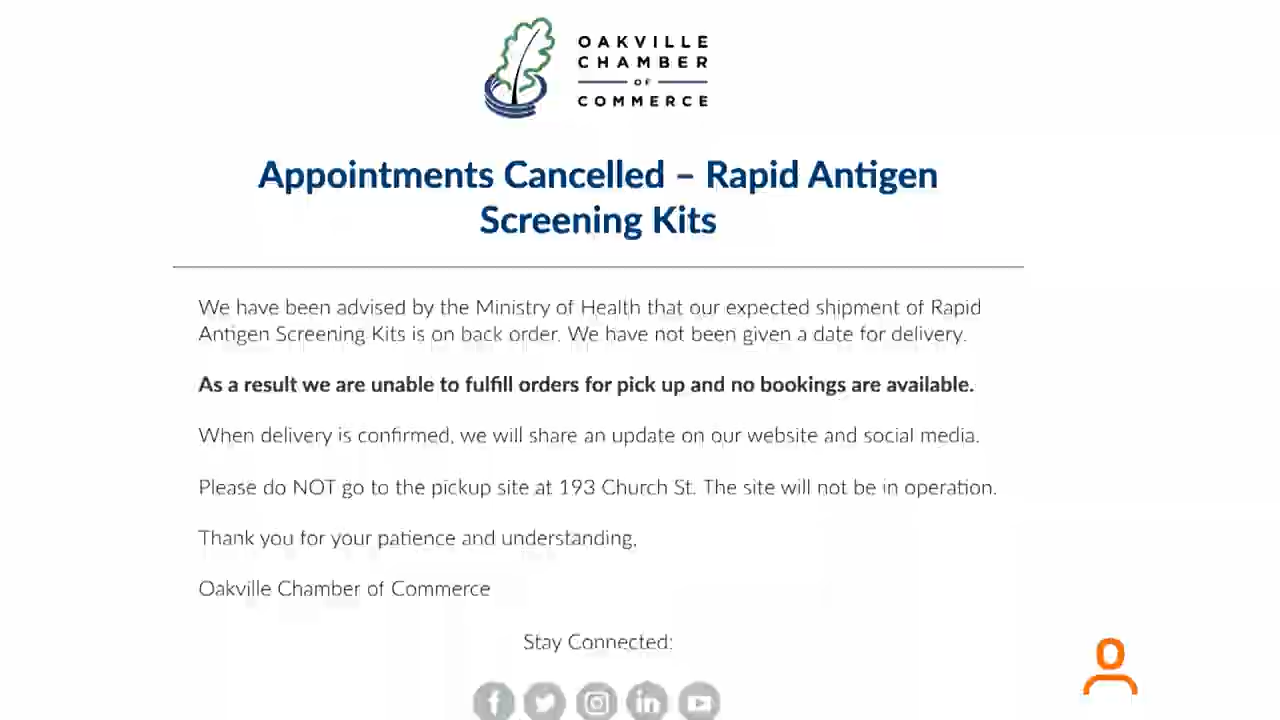 OAKVILLE
CHAMBER
OF
COMMERCE
Appointments Cancelled – Rapid Antigen
Screening Kits
We have been advised by the Ministry of Health that our expected shipment of Rapid
Antigen Screening Kits is on back order. We have not been given a date for delivery.
As a result we are unable to fulfill orders for pick up and no bookings are available.
When delivery is confirmed, we will share an update on our website and social media.
Please do NOT go to the pickup site at 193 Church St. The site will not be in operation.
Thank you for your patience and understanding,
Oakville Chamber of Commerce
Stay Connected: